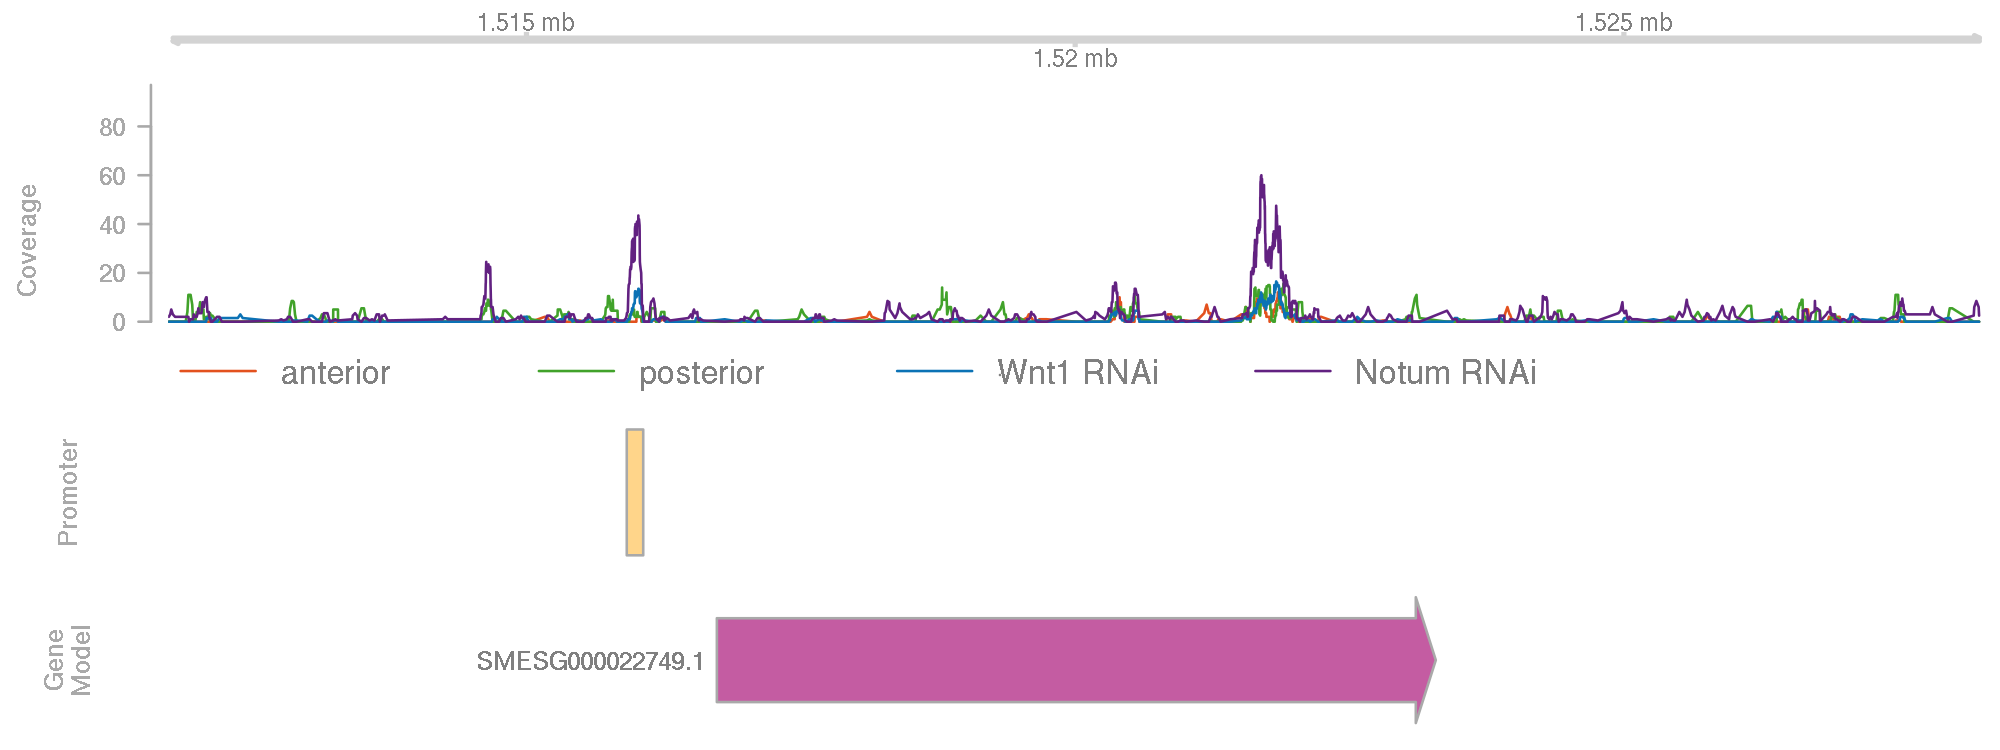 1.515 mb
1.525 mb
1.52 mb
Coverage
80
60
40
20
0
anterior posterior Wnt1 RNAi Notum RNAi
Promoter
Gene
Model
SMESG000022749.1